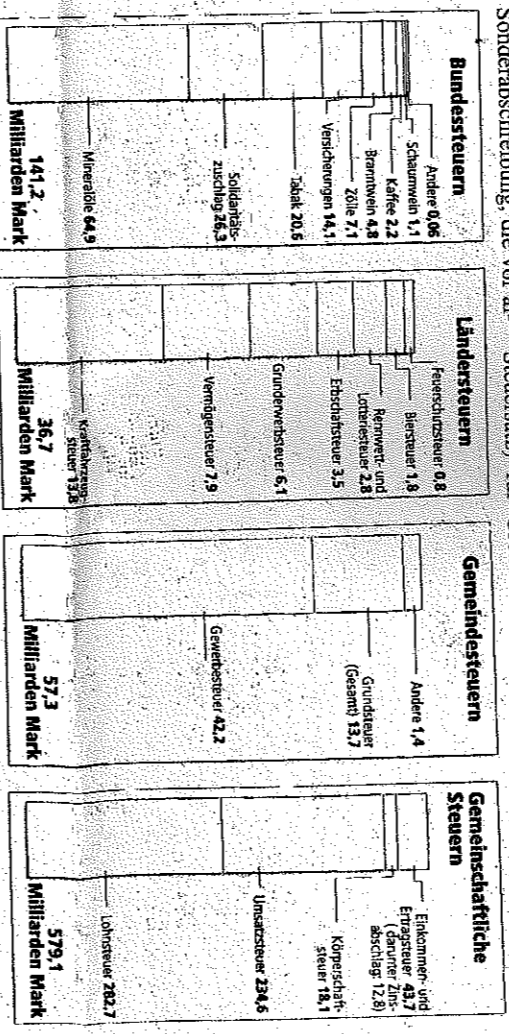 Sonderabschreibung, die vor
Bundessteuern
Andere 0,06
Schaumwein 1,1
Kaffee 2,2
Branntwein 4,8
Zölle 7,1
Versicherungen 14,1
Tabak 20,6
Solidaritäts-
zuschlag 26,3
Mineralöle 64,9
141,2
Milliarden Mark
Ländersteuern
Feuerschutzsteuer 0,8
Biersteuer 1,8
Rennwett- und
Lotteriesteuer 2,8
Erbschaftsteuer 3,5
Grunderwerbsteuer 6,1
Vermögensteuer 7,9
Kraftfahrzeug-
steuer 13,8
36,7
Milliarden Mark
Gemeindesteuern
Andere 1,4
Grundsteuer
(Gesamt) 13,7
Gewerbesteuer 42,2
57,3
Milliarden Mark
Gemeinschaftliche
Steuern
Einkommen- und
Ertragsteuer 43,7
(darunter Zins-
abschlag: 12,8)
Körperschaft-
steuer 18,1
Umsatzsteuer 234,6
Lohnsteuer 282,7
579,1
Milliarden Mark